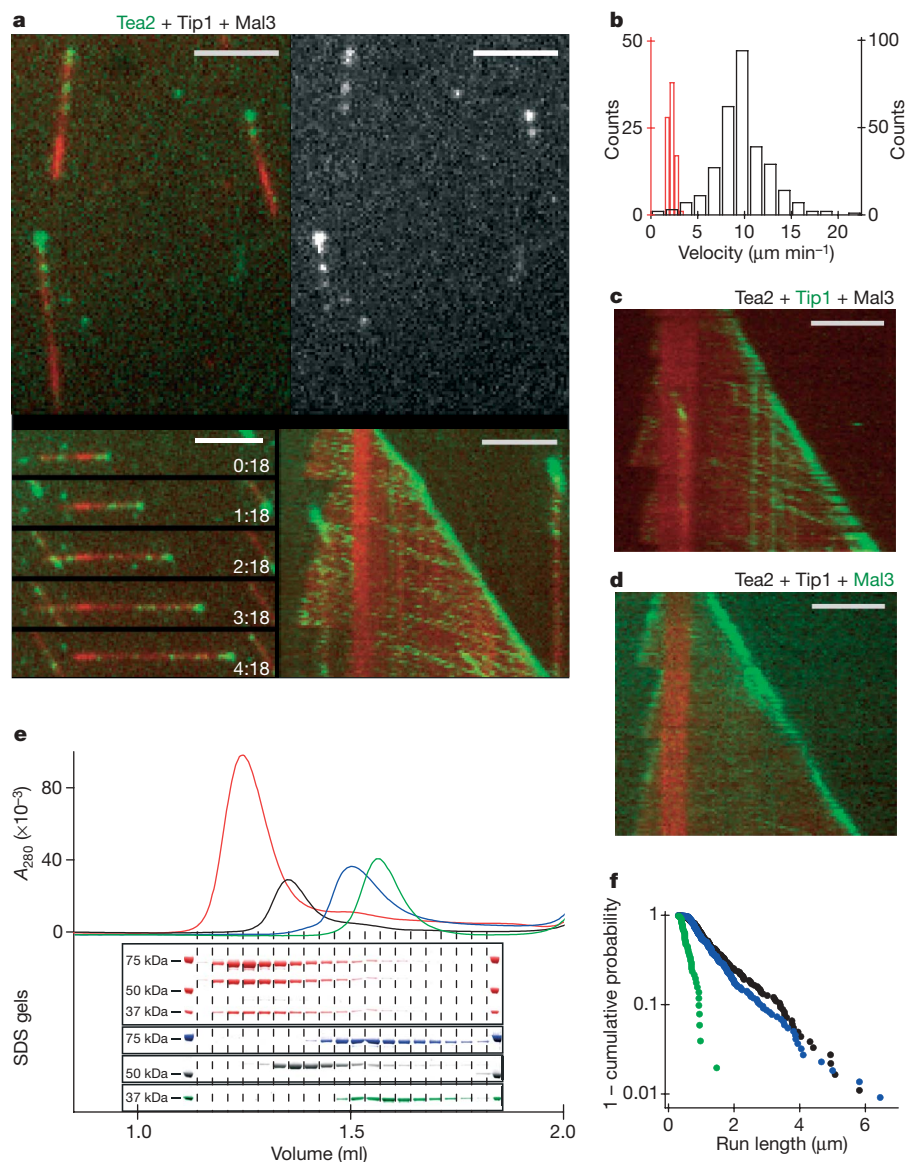 a
Tea2 + Tip1 + Mal3
0:18
1:18
2:18
3:18
4:18
b
50
25
0
Counts
100
50
0
Counts
0 5 10 15 20
Velocity (μm min⁻¹)
c
Tea2 + Tip1 + Mal3
d
Tea2 + Tip1 + Mal3
e
80
40
0
A₂₈₀ (×10⁻³)
SDS gels
75 kDa
50 kDa
37 kDa
75 kDa
50 kDa
37 kDa
1.0 1.5 2.0
Volume (ml)
f
1
0.1
0.01
1 – cumulative probability
0 2 4 6
Run length (μm)